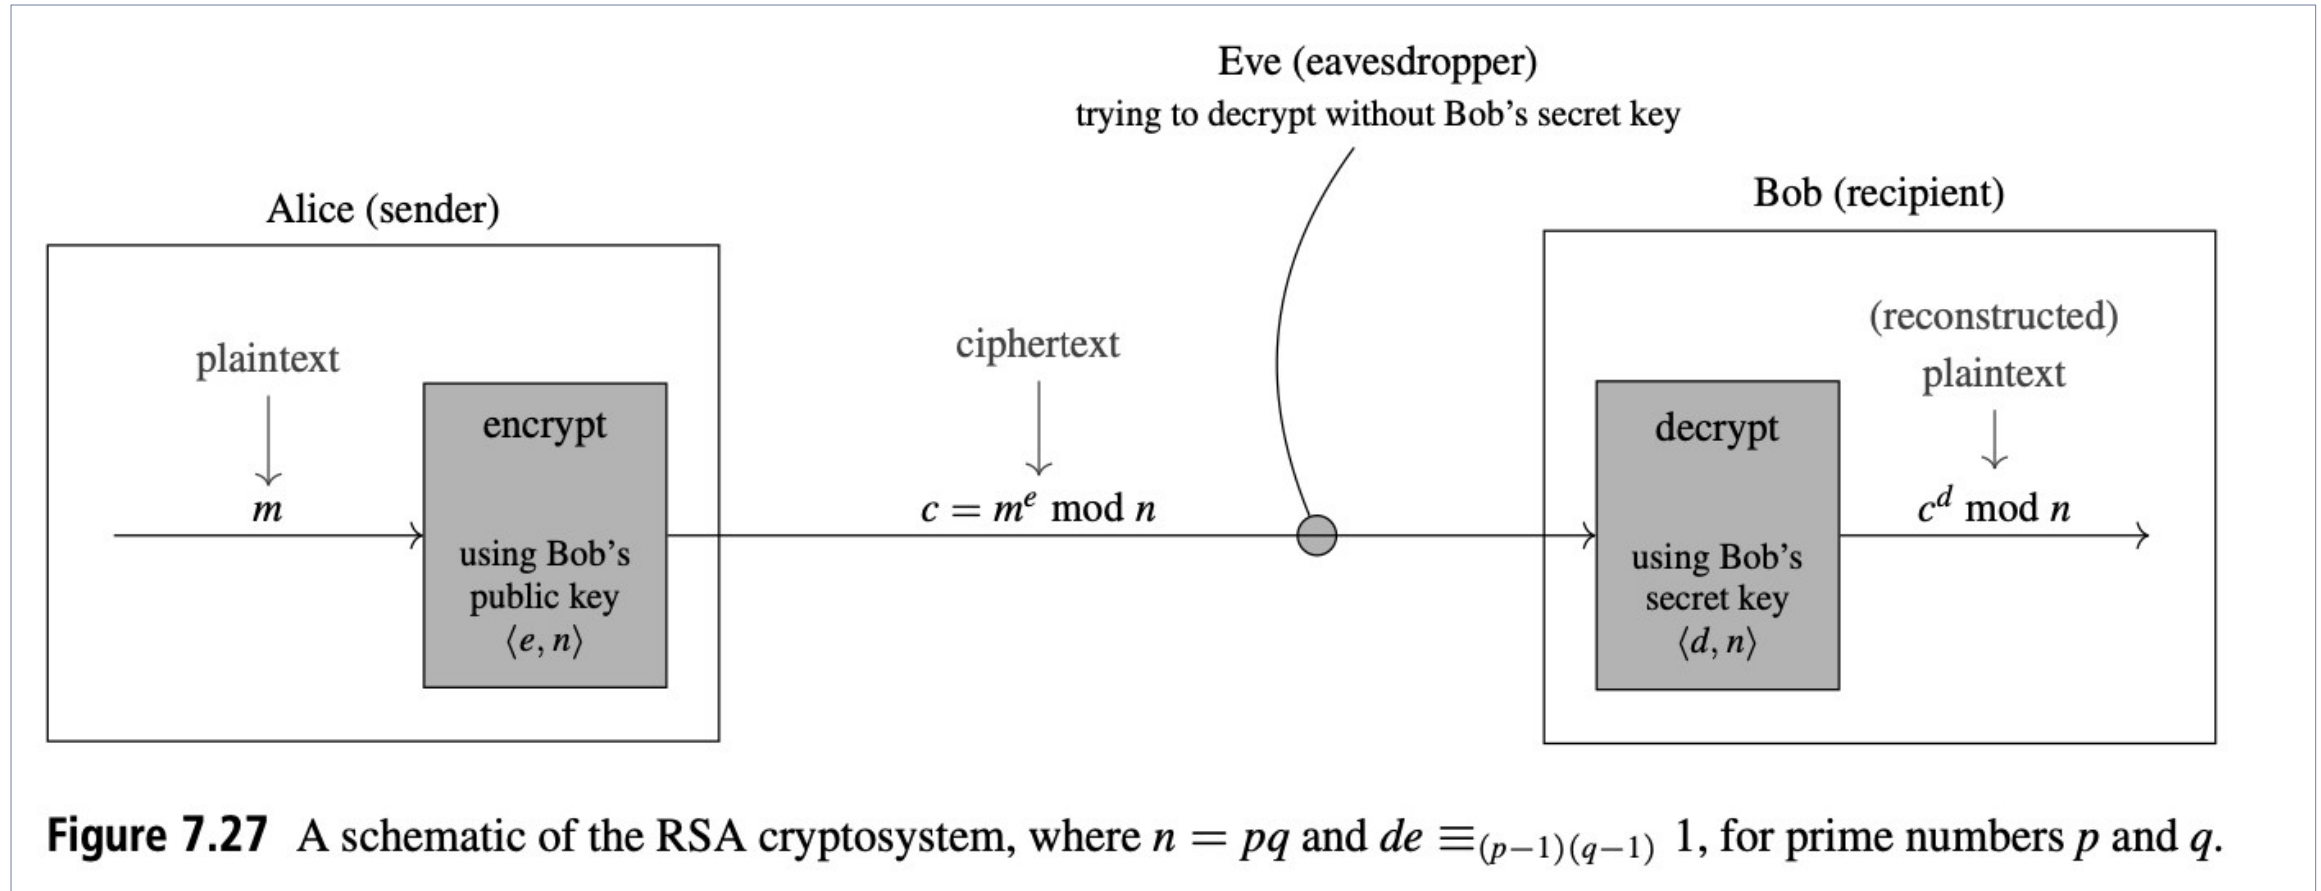 Eve (eavesdropper)
trying to decrypt without Bob’s secret key
Alice (sender)
Bob (recipient)
plaintext
m
encrypt
using Bob’s
public key
⟨e, n⟩
ciphertext
c = mᵉ mod n
decrypt
using Bob’s
secret key
⟨d, n⟩
(reconstructed)
plaintext
cᵈ mod n
Figure 7.27 A schematic of the RSA cryptosystem, where n = pq and de ≡₍p−1₎₍q−1₎ 1, for prime numbers p and q.